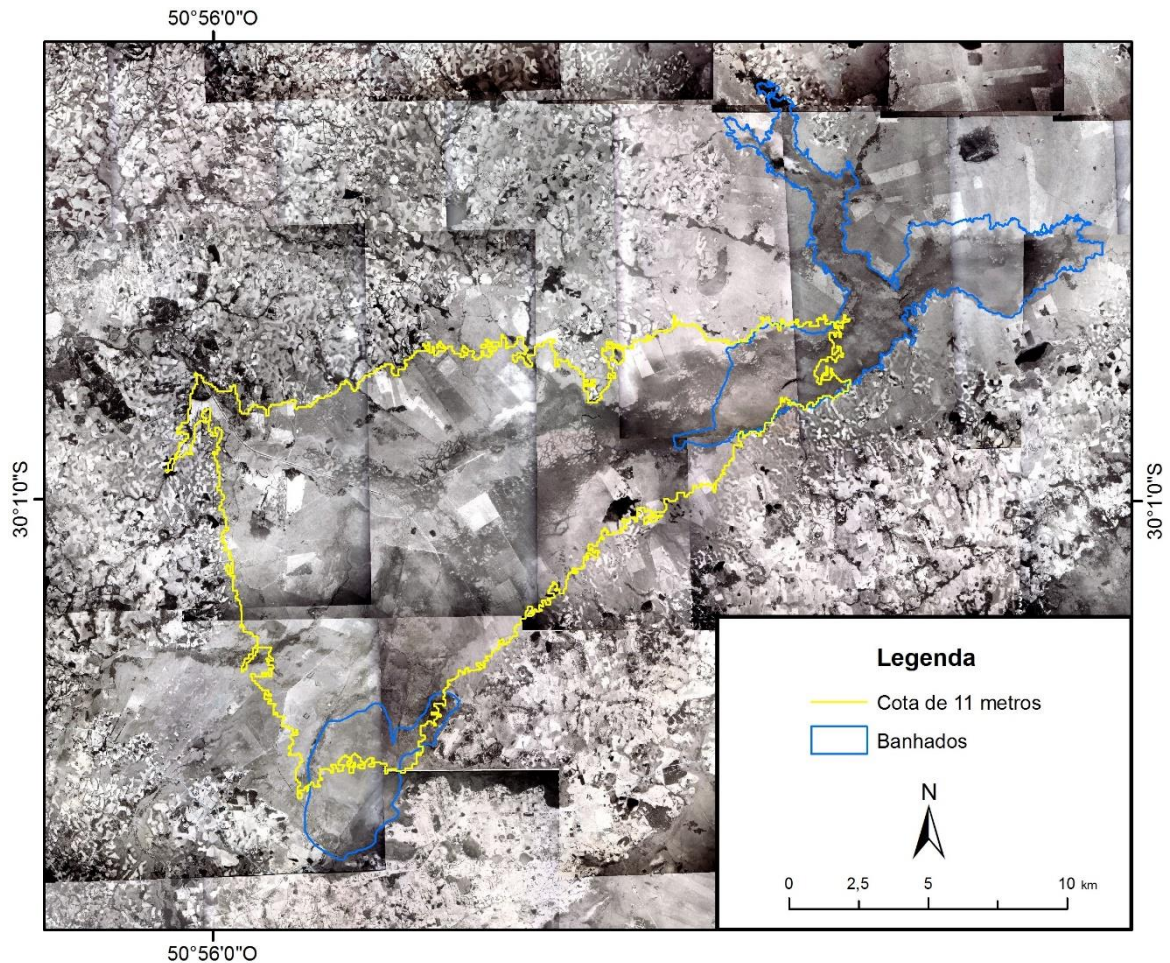 50°56'0"O
30°1'0"S
30°1'0"S
Legenda
Cota de 11 metros
Banhados
N
0 2,5 5 10 km
50°56'0"O